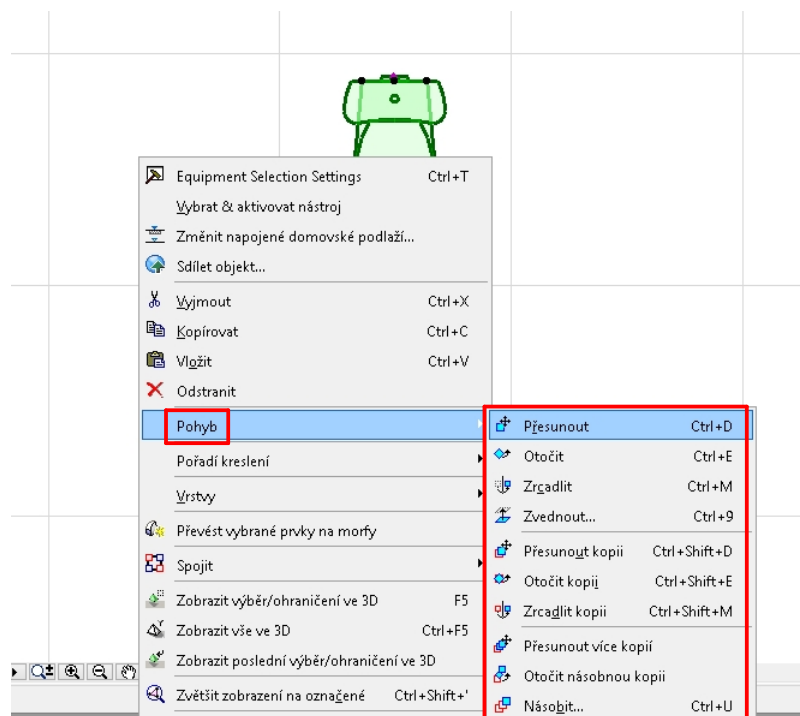 Equipment Selection Settings Ctrl+T
Vybrat & aktivovat nástroj
Změnit napojené domovské podlaží...
Sdílet objekt...
Vyjmout Ctrl+X
Kopírovat Ctrl+C
Vložit Ctrl+V
Odstranit
Pohyb
Pořadí kreslení
Vrstvy
Převést vybrané prvky na morfy
Spojit
Zobrazit výběr/ohraničení ve 3D F5
Zobrazit vše ve 3D Ctrl+F5
Zobrazit poslední výběr/ohraničení ve 3D
Zvětšit zobrazení na označené Ctrl+Shift+'
Přesunout Ctrl+D
Otočit Ctrl+E
Zrcadlit Ctrl+M
Zvednout... Ctrl+9
Přesunout kopii Ctrl+Shift+D
Otočit kopii Ctrl+Shift+E
Zrcadlit kopii Ctrl+Shift+M
Přesunout více kopií
Otočit násobnou kopii
Násobit... Ctrl+U